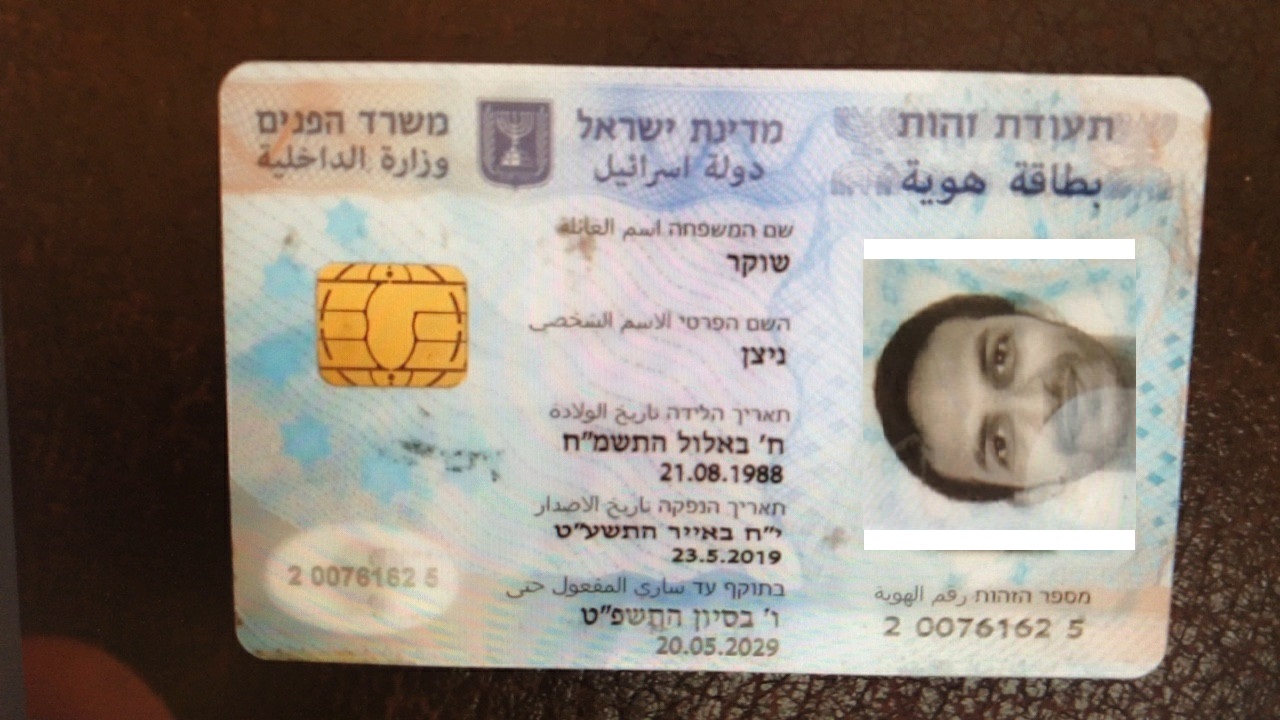 תעודת זהות
بطاقة هوية
מדינת ישראל
دولة اسرائيل
משרד הפנים
وزارة الداخلية
שם המשפחה اسم العائلة
שוקר
השם הפרטי الاسم الشخصي
ניצן
תאריך הלידה تاريخ الولادة
ח' באלול התשמ"ח
21.08.1988
תאריך הנפקה تاريخ الاصدار
י"ח באייר התשע"ט
23.5.2019
בתוקף עד ساري المفعول حتى
ו' בסיון התשפ"ט
20.05.2029
מספר הזהות رقم الهوية
2 0076162 5
2 0076162 5